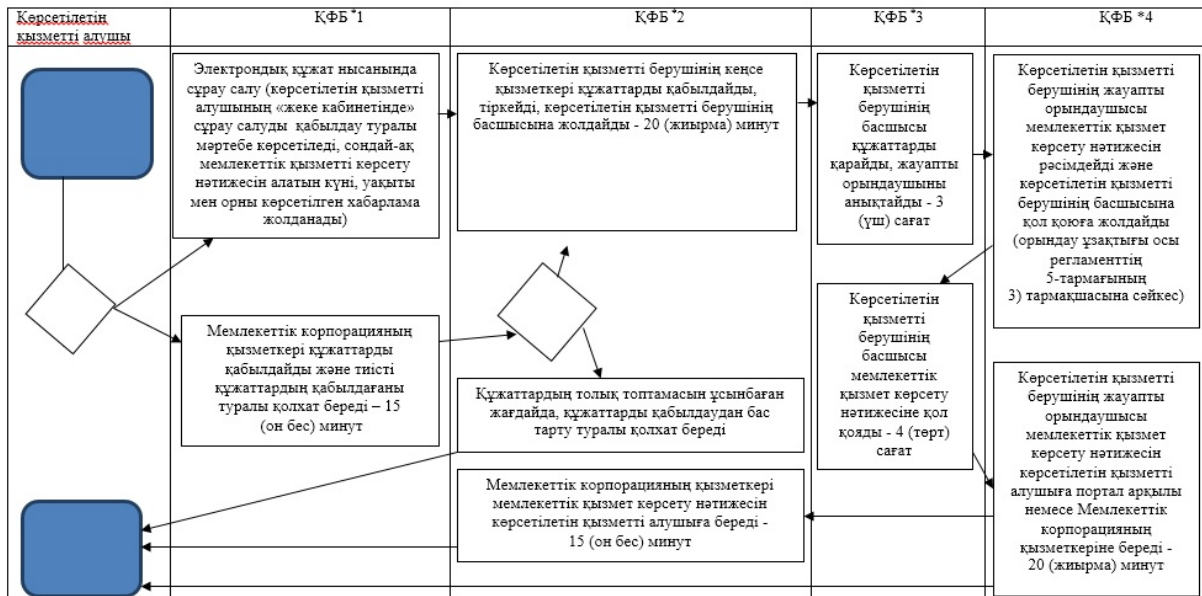 Көрсетілетін
қызметті алушы
ҚФБ *1
ҚФБ *2
ҚФБ *3
ҚФБ *4
Электрондық құжат нысанында
сұрау салу (көрсетілетін қызметті
алушының «жеке кабинетінде»
сұрау салуды қабылдау туралы
мәртебе көрсетіледі, сондай-ақ
мемлекеттік қызметті көрсету
нәтижесін алатын күні, уақыты
мен орны көрсетілген хабарлама
жолданады)
Көрсетілетін қызметті берушінің кеңсе
қызметкері құжаттарды қабылдайды,
тіркейді, көрсетілетін қызметті берушінің
басшысына жолдайды - 20 (жиырма) минут
Көрсетілетін
қызметті
берушінің
басшысы
құжаттарды
қарайды, жауапты
орындаушыны
анықтайды - 3
(үш) сағат
Көрсетілетін қызметті
берушінің жауапты
орындаушысы
мемлекеттік қызмет
көрсету нәтижесін
рәсімдейді және
көрсетілетін қызметті
берушінің басшысына
қол қоюға жолдайды
(орындау ұзақтығы осы
регламенттің
5-тармағының
3) тармақшасына сәйкес)
Мемлекеттік корпорацияның
қызметкері құжаттарды
қабылдайды және тиісті
құжаттардың қабылдағаны
туралы қолхат береді – 15
(он бес) минут
Құжаттардың толық топтамасын ұсынбаған
жағдайда, құжаттарды қабылдаудан бас
тарту туралы қолхат береді
Мемлекеттік корпорацияның қызметкері
мемлекеттік қызмет көрсету нәтижесін
көрсетілетін қызметті алушыға береді -
15 (он бес) минут
Көрсетілетін
қызметті
берушінің
басшысы
мемлекеттік
қызмет көрсету
нәтижесіне қол
қояды - 4 (төрт)
сағат
Көрсетілетін қызметті
берушінің жауапты
орындаушысы
мемлекеттік қызмет
көрсету нәтижесін
көрсетілетін қызметті
алушыға портал арқылы
немесе Мемлекеттік
корпорацияның
қызметкеріне береді -
20 (жиырма) минут